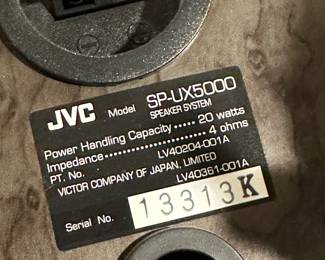 JVC Model SP-UX5000
SPEAKER SYSTEM
Power Handling Capacity ..... 20 watts
Impedance .................... 4 ohms
PT. No. LV40204-001A
VICTOR COMPANY OF JAPAN, LIMITED
LV40361-001A
Serial No. 13313K